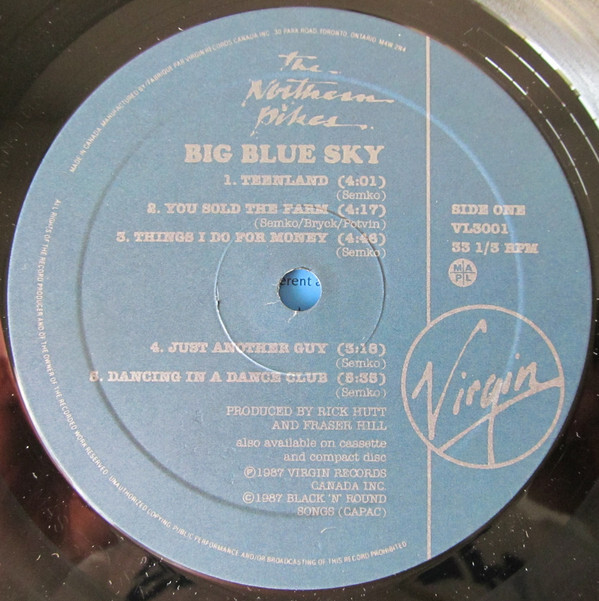 MADE IN CANADA. MANUFACTURED BY/FABRIQUÉ PAR VIRGIN RECORDS CANADA INC. 30 PARR ROAD TORONTO, ONTARIO M4W 2N4
The
Northern
Pikes.
BIG BLUE SKY
1. TEENLAND (4:01)
(Semko)
2. YOU SOLD THE FARM (4:17)
(Semko/Bryck/Potvin)
3. THINGS I DO FOR MONEY (4:46)
(Semko)
SIDE ONE
VL3001
33 1/3 RPM
M A
P L
erent a
4. JUST ANOTHER GUY (3:18)
(Semko)
5. DANCING IN A DANCE CLUB (5:35)
(Semko)
Virgin
PRODUCED BY RICK HUTT
AND FRASER HILL
also available on cassette
and compact disc
Ⓟ1987 VIRGIN RECORDS
CANADA INC.
©1987 BLACK 'N' ROUND
SONGS (CAPAC)
ALL RIGHTS OF THE RECORD PRODUCER AND OF THE OWNER OF THE RECORDED WORK RESERVED. UNAUTHORIZED COPYING, PUBLIC PERFORMANCE AND/OR BROADCASTING OF THIS RECORD PROHIBITED